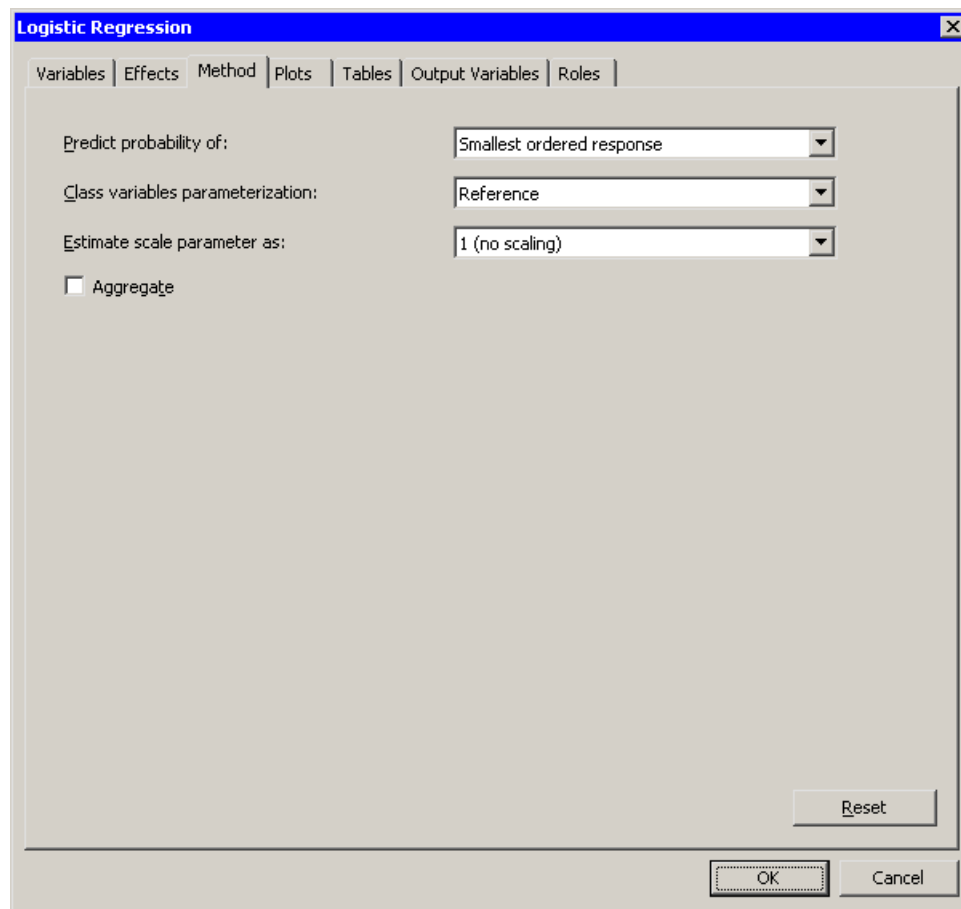 Logistic Regression
Variables Effects Method Plots Tables Output Variables Roles
Predict probability of: Smallest ordered response
Class variables parameterization: Reference
Estimate scale parameter as: 1 (no scaling)
Aggregate
Reset
OK Cancel